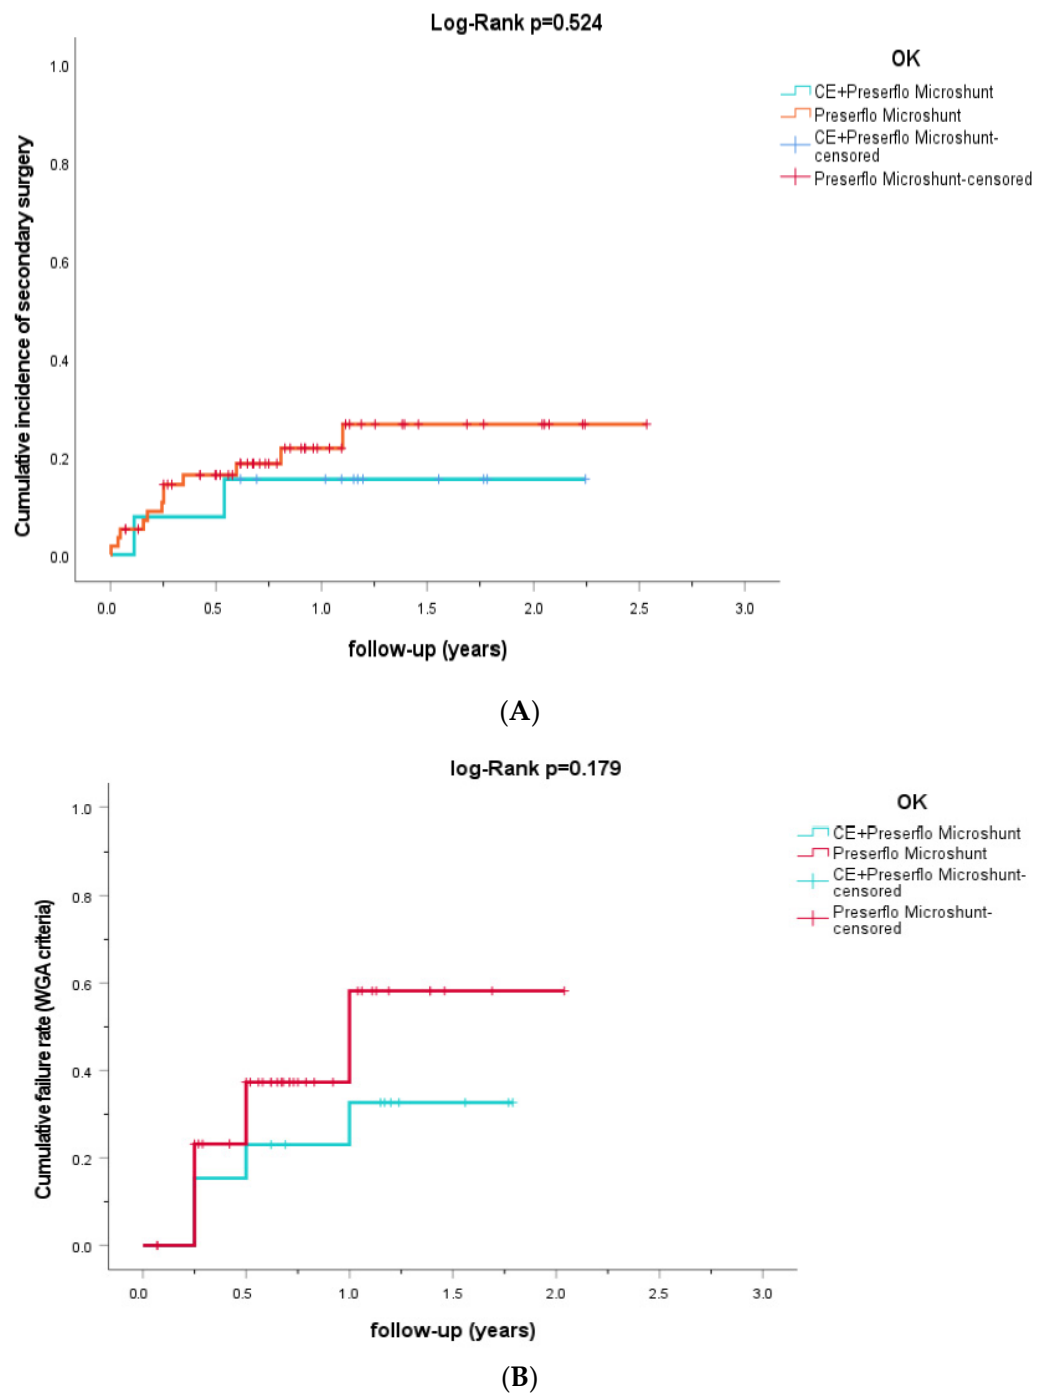 Log-Rank p=0.524
OK
CE+Preserflo Microshunt
Preserflo Microshunt
CE+Preserflo Microshunt-
censored
Preserflo Microshunt-censored
Cumulative incidence of secondary surgery
1.0
0.8
0.6
0.4
0.2
0.0
0.0 0.5 1.0 1.5 2.0 2.5 3.0
follow-up (years)
(A)
log-Rank p=0.179
OK
CE+Preserflo Microshunt
Preserflo Microshunt
CE+Preserflo Microshunt-
censored
Preserflo Microshunt-
censored
Cumulative failure rate (WGA criteria)
1.0
0.8
0.6
0.4
0.2
0.0
0.0 0.5 1.0 1.5 2.0 2.5 3.0
follow-up (years)
(B)